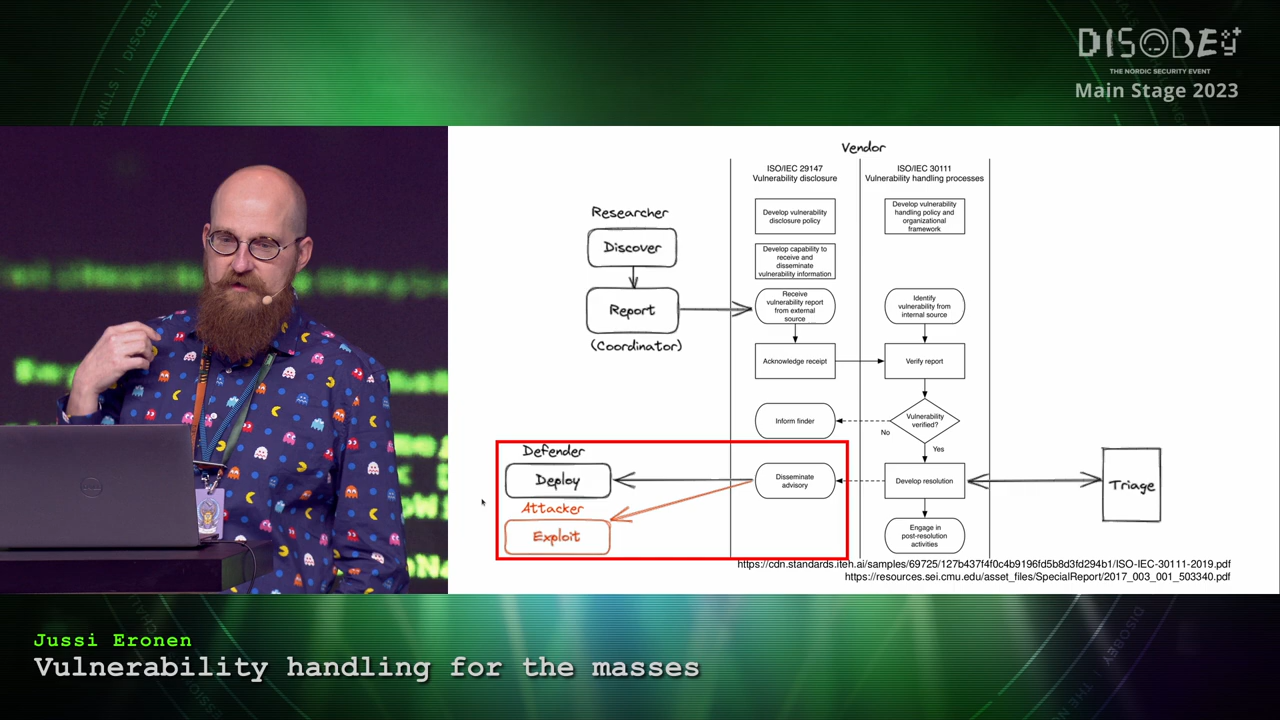 DISOBEY
THE NORDIC SECURITY EVENT
Main Stage 2023
SKILLS | DISOBEY
Vendor
ISO/IEC 29147
Vulnerability disclosure
ISO/IEC 30111
Vulnerability handling processes
Develop vulnerability
disclosure policy
Develop vulnerability
handling policy and
organizational
framework
Researcher
Discover
Develop capability to
receive and
disseminate
vulnerability information
Report
(Coordinator)
Receive
vulnerability report
from external
source
Identify
vulnerability from
internal source
Acknowledge receipt
Verify report
Inform finder
Vulnerability
verified?
No
Yes
Defender
Deploy
Attacker
Exploit
Disseminate
advisory
Develop resolution
Triage
Engage in
post-resolution
activities
https://cdn.standards.iteh.ai/samples/69725/127b437f4f0c4b9196fd5b8d3fd294b1/ISO-IEC-30111-2019.pdf
https://resources.sei.cmu.edu/asset_files/SpecialReport/2017_003_001_503340.pdf
Jussi Eronen
Vulnerability handling for the masses